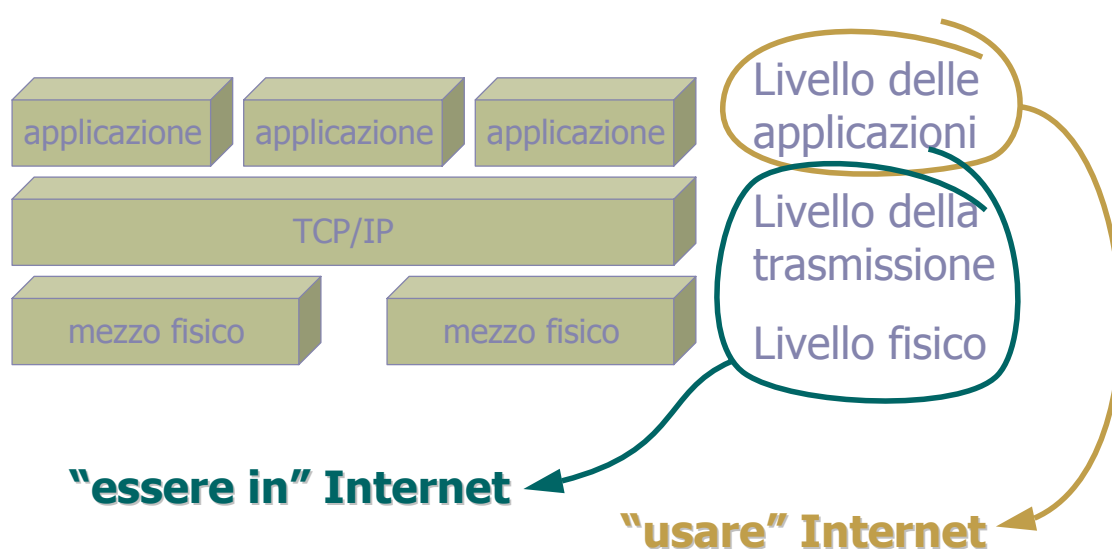 applicazione
applicazione
applicazione
TCP/IP
mezzo fisico
mezzo fisico
Livello delle
applicazioni
Livello della
trasmissione
Livello fisico
“essere in” Internet
“usare” Internet